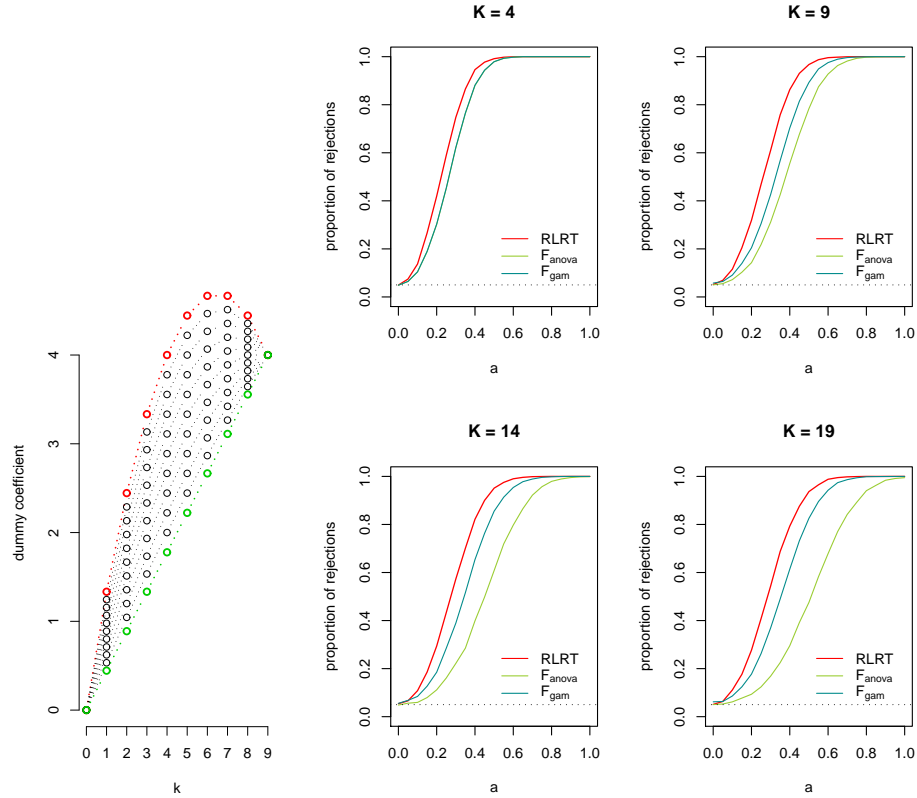 0 1 2 3 4
dummy coefficient
0 1 2 3 4 5 6 7 8 9
k
K = 4
0.0 0.2 0.4 0.6 0.8 1.0
proportion of rejections
RLRT
Fanova
Fgam
0.0 0.2 0.4 0.6 0.8 1.0
a
K = 9
0.0 0.2 0.4 0.6 0.8 1.0
proportion of rejections
RLRT
Fanova
Fgam
0.0 0.2 0.4 0.6 0.8 1.0
a
K = 14
0.0 0.2 0.4 0.6 0.8 1.0
proportion of rejections
RLRT
Fanova
Fgam
0.0 0.2 0.4 0.6 0.8 1.0
a
K = 19
0.0 0.2 0.4 0.6 0.8 1.0
proportion of rejections
RLRT
Fanova
Fgam
0.0 0.2 0.4 0.6 0.8 1.0
a